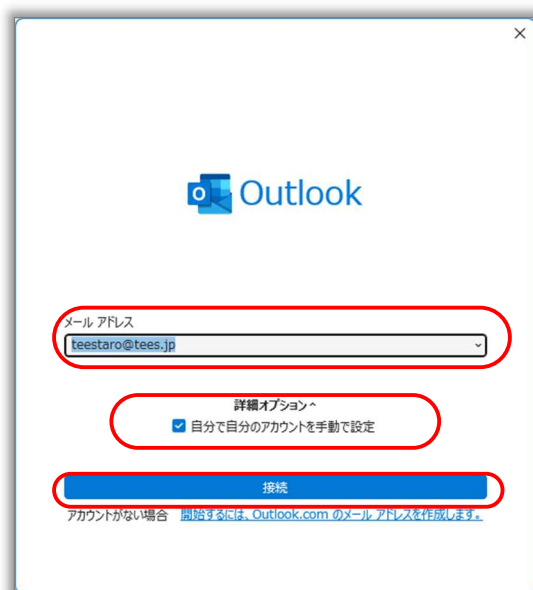 Outlook
メール アドレス
teestaro@tees.jp
詳細オプション
自分で自分のアカウントを手動で設定
接続
アカウントがない場合 開始するには、Outlook.com のメール アドレスを作成します。